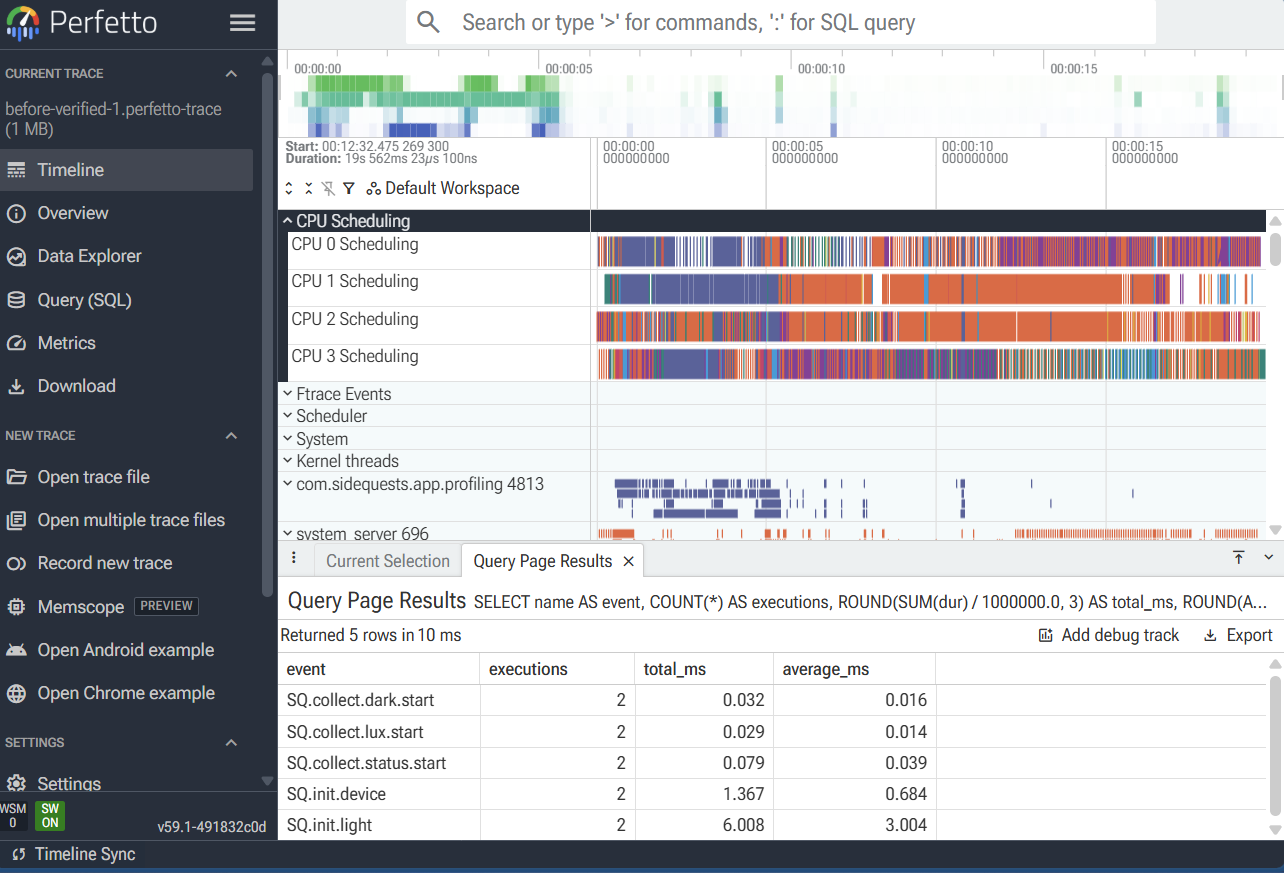 Perfetto
Search or type '>' for commands, ':' for SQL query
CURRENT TRACE
before-verified-1.perfetto-trace
(1 MB)
Timeline
Overview
Data Explorer
Query (SQL)
Metrics
Download
NEW TRACE
Open trace file
Open multiple trace files
Record new trace
Memscope PREVIEW
Open Android example
Open Chrome example
SETTINGS
Settings
WSM
0
SW
ON
v59.1-491832c0d
Timeline Sync
00:00:00 00:00:05 00:00:10 00:00:15
Start: 00:12:32.475 269 300
Duration: 19s 562ms 23µs 100ns
00:00:00 00:00:05 00:00:10 00:00:15
000000000 000000000 000000000 000000000
Default Workspace
CPU Scheduling
CPU 0 Scheduling
CPU 1 Scheduling
CPU 2 Scheduling
CPU 3 Scheduling
Ftrace Events
Scheduler
System
Kernel threads
com.sidequests.app.profiling 4813
system_server 696
Current Selection Query Page Results
Query Page Results SELECT name AS event, COUNT(*) AS executions, ROUND(SUM(dur) / 1000000.0, 3) AS total_ms, ROUND(A...
Returned 5 rows in 10 ms Add debug track Export
event executions total_ms average_ms
SQ.collect.dark.start 2 0.032 0.016
SQ.collect.lux.start 2 0.029 0.014
SQ.collect.status.start 2 0.079 0.039
SQ.init.device 2 1.367 0.684
SQ.init.light 2 6.008 3.004